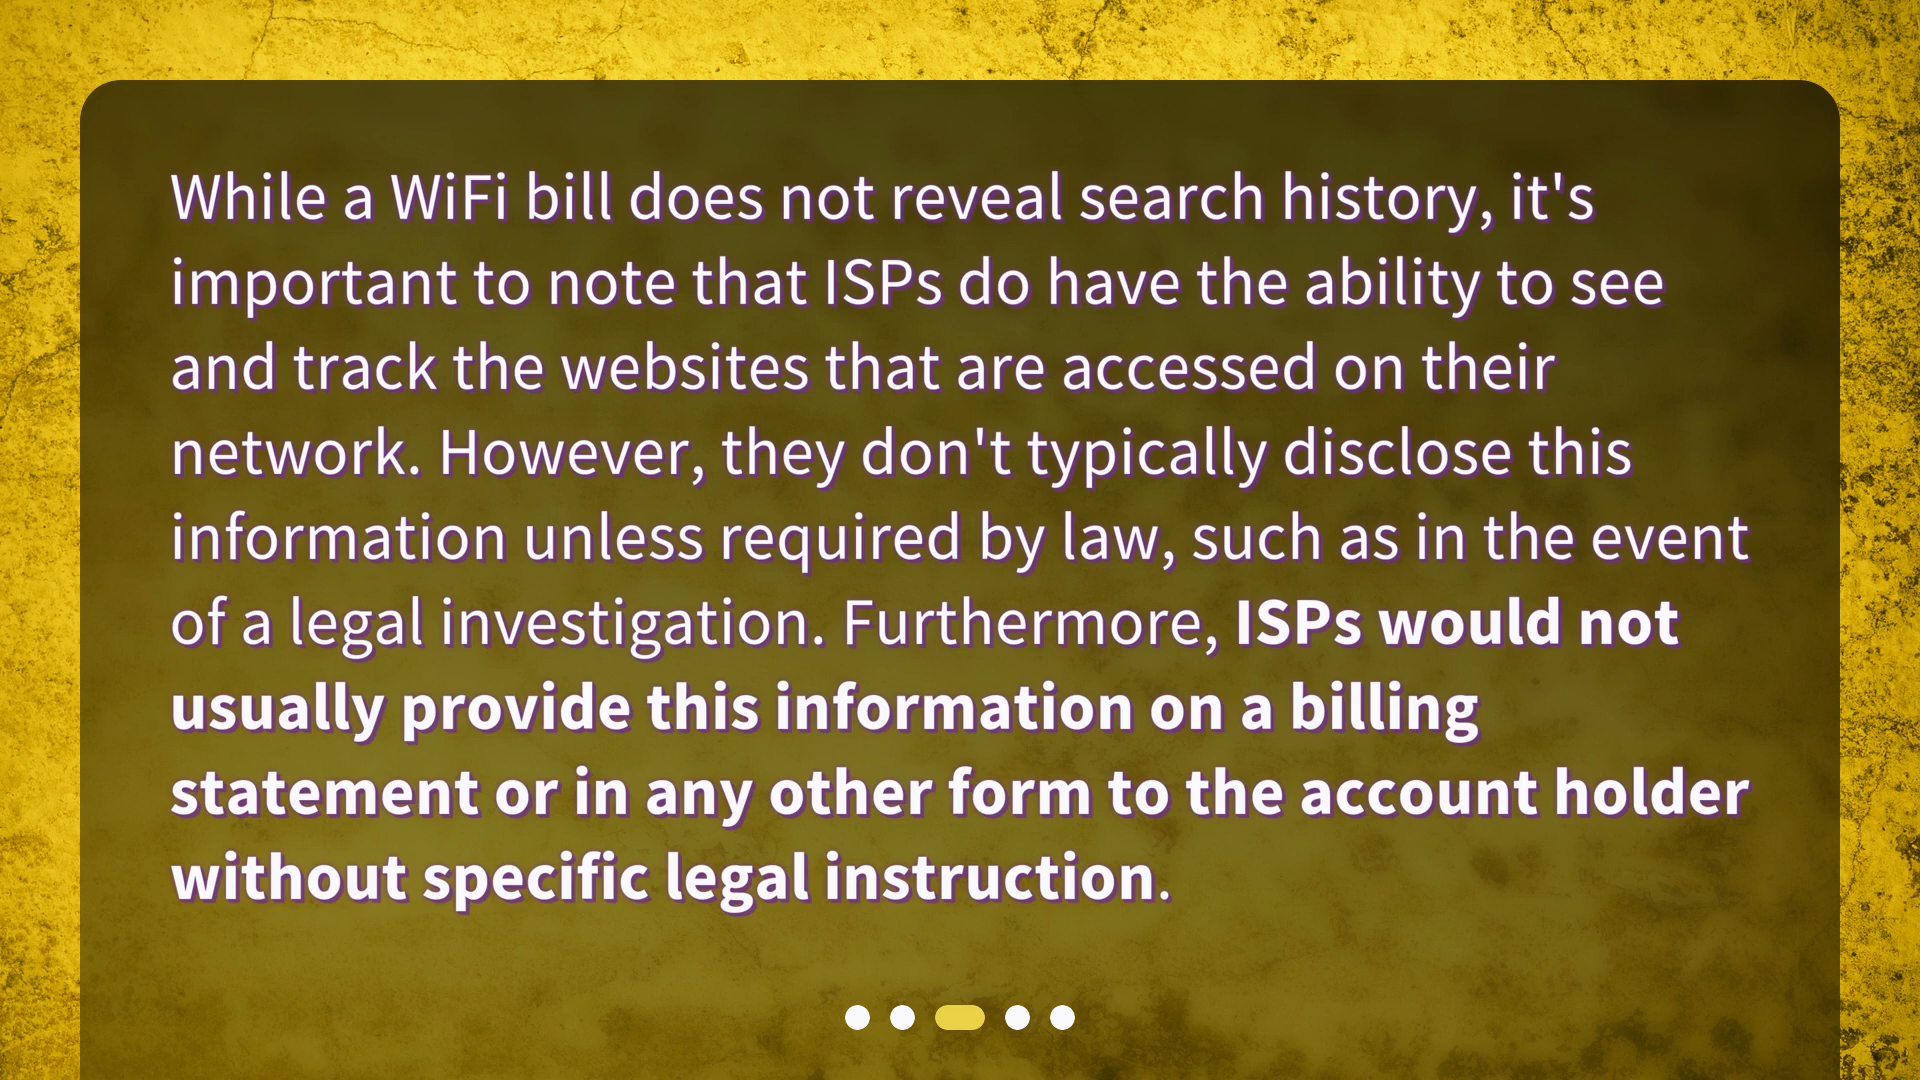 While a WiFi bill does not reveal search history, it's
important to note that ISPs do have the ability to see
and track the websites that are accessed on their
network. However, they don't typically disclose this
information unless required by law, such as in the event
of a legal investigation. Furthermore, ISPs would not
usually provide this information on a billing
statement or in any other form to the account holder
without specific legal instruction.